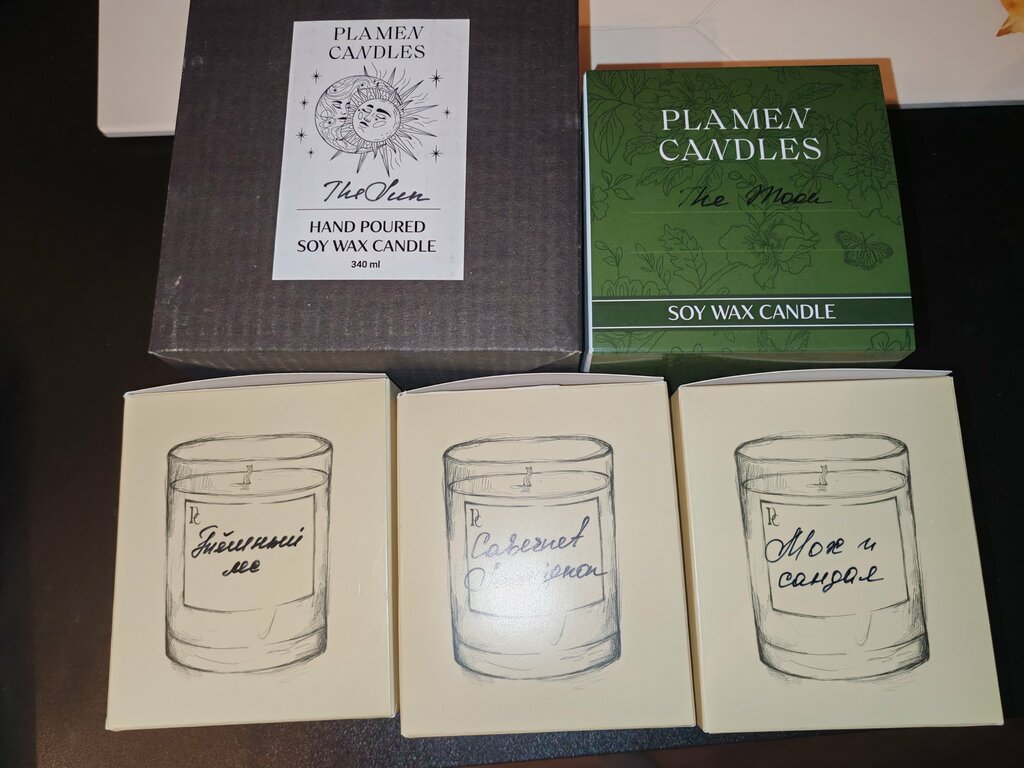 PLAMEN
CANDLES
The Sun
HAND POURED
SOY WAX CANDLE
340 ml
PLAMEN
CANDLES
The Moon
SOY WAX CANDLE
PC
Тёмный
лес
PC
Cabernet
PC
Мох и
сандал